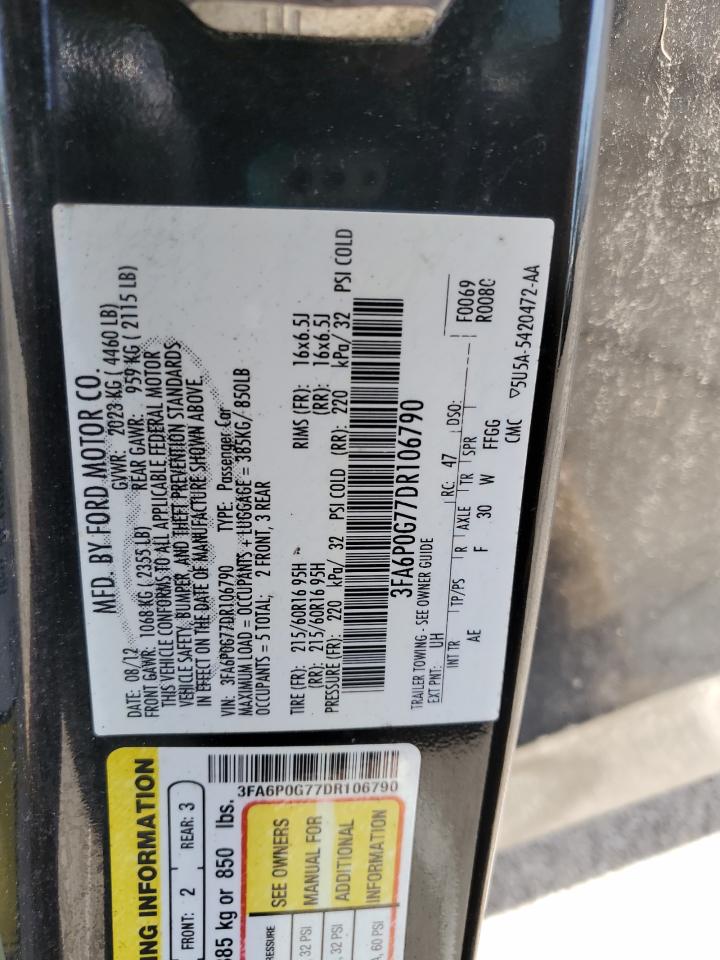 MFD. BY FORD MOTOR CO.
DATE: 08/12 GVWR: 2023 KG ( 4460 LB)
FRONT GAWR: 1068 KG ( 2355 LB) REAR GAWR: 959 KG ( 2115 LB)
THIS VEHICLE CONFORMS TO ALL APPLICABLE FEDERAL MOTOR
VEHICLE SAFETY, BUMPER, AND THEFT PREVENTION STANDARDS
IN EFFECT ON THE DATE OF MANUFACTURE SHOWN ABOVE.
VIN: 3FA6P0G77DR106790 TYPE: Passenger Car
MAXIMUM LOAD = OCCUPANTS + LUGGAGE = 385KG/ 850LB
OCCUPANTS = 5 TOTAL; 2 FRONT, 3 REAR
TIRE (FR): 215/60R16 95H RIMS (FR): 16x6.5J
(RR): 215/60R16 95H (RR): 16x6.5J
PRESSURE (FR): 220 kPa/ 32 PSI COLD (RR): 220 kPa/ 32 PSI COLD
3FA6P0G77DR106790
TRAILER TOWING - SEE OWNER GUIDE
EXT PNT: UH RC: 47 DSO: F0069
R0080
INT TR TP/PS R AXLE TR SPR
AE F 30 W FFGG
CMC ▽5U5A-5420472-AA
ING INFORMATION
FRONT: 2 REAR: 3
385 kg or 850 lbs.
3FA6P0G77DR106790
PRESSURE SEE OWNERS
32 PSI MANUAL FOR
32 PSI ADDITIONAL
A, 60 PSI INFORMATION